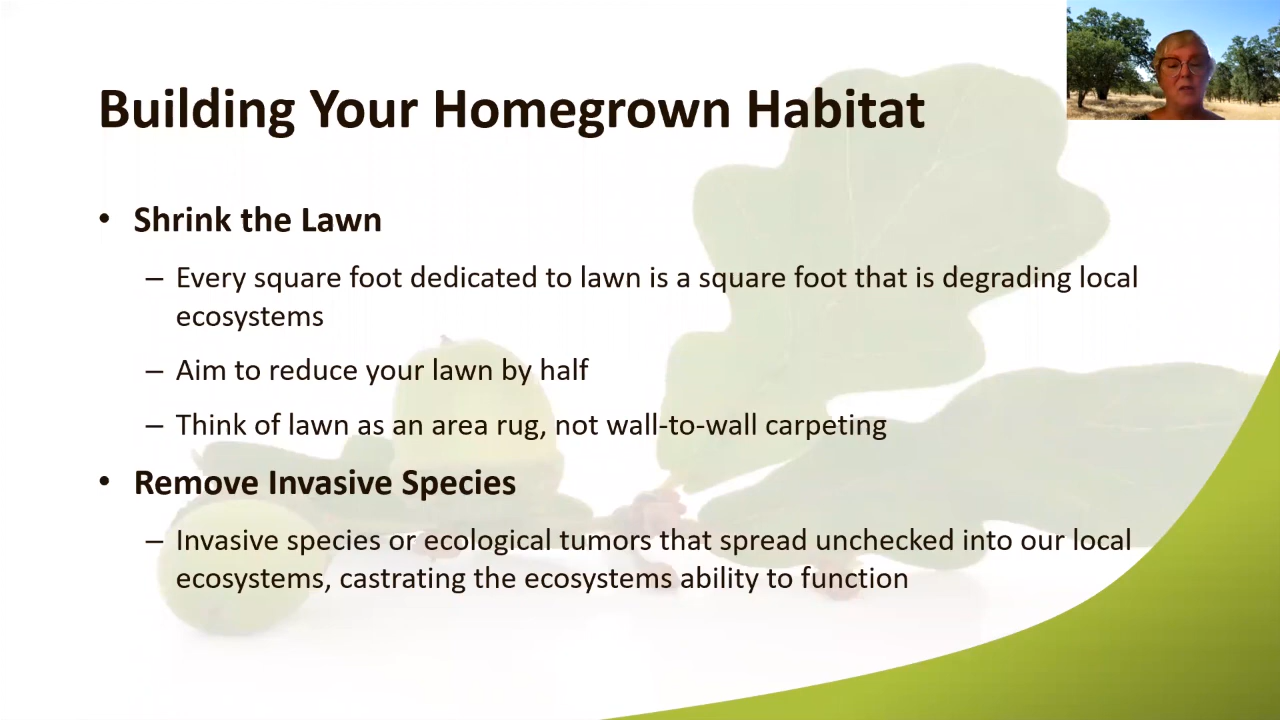 Building Your Homegrown Habitat
• Shrink the Lawn
– Every square foot dedicated to lawn is a square foot that is degrading local
ecosystems
– Aim to reduce your lawn by half
– Think of lawn as an area rug, not wall-to-wall carpeting
• Remove Invasive Species
– Invasive species or ecological tumors that spread unchecked into our local
ecosystems, castrating the ecosystems ability to function